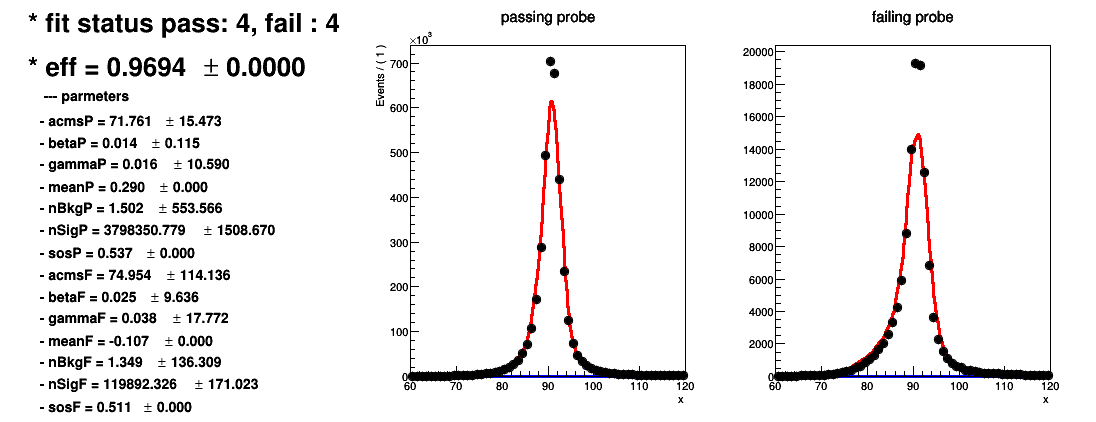 * fit status pass: 4, fail : 4
* eff = 0.9694 ± 0.0000
--- parmeters
- acmsP = 71.761 ± 15.473
- betaP = 0.014 ± 0.115
- gammaP = 0.016 ± 10.590
- meanP = 0.290 ± 0.000
- nBkgP = 1.502 ± 553.566
- nSigP = 3798350.779 ± 1508.670
- sosP = 0.537 ± 0.000
- acmsF = 74.954 ± 114.136
- betaF = 0.025 ± 9.636
- gammaF = 0.038 ± 17.772
- meanF = -0.107 ± 0.000
- nBkgF = 1.349 ± 136.309
- nSigF = 119892.326 ± 171.023
- sosF = 0.511 ± 0.000
passing probe
×10³
Events / ( 1 )
700
600
500
400
300
200
100
0
60 70 80 90 100 110 120
x
failing probe
20000
18000
16000
14000
12000
10000
8000
6000
4000
2000
0
60 70 80 90 100 110 120
x